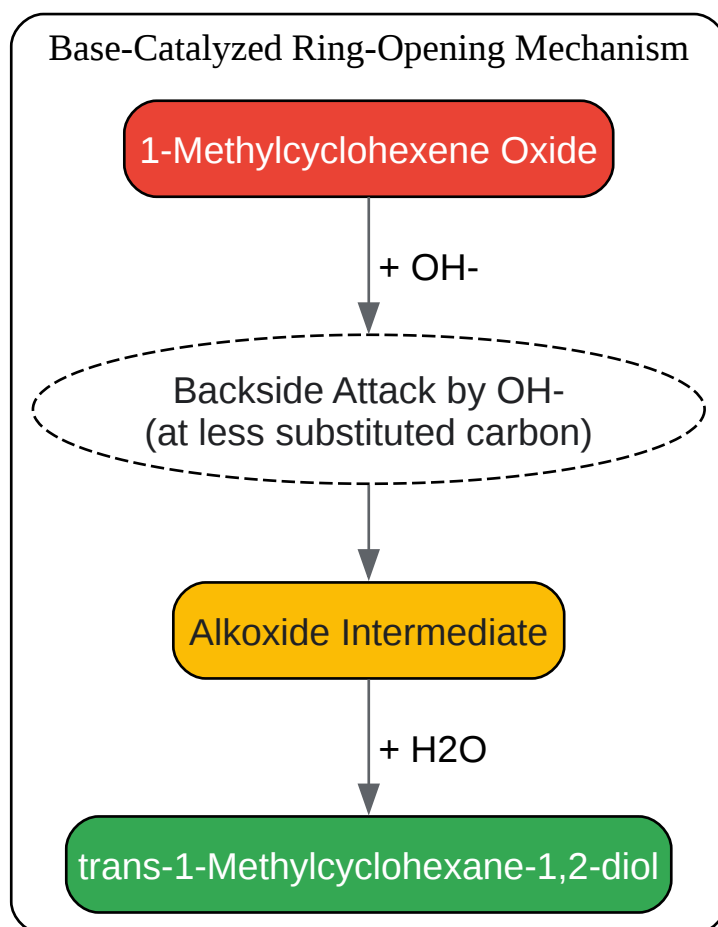 Base-Catalyzed Ring-Opening Mechanism
1-Methylcyclohexene Oxide
+ OH-
Backside Attack by OH-
(at less substituted carbon)
Alkoxide Intermediate
+ H2O
trans-1-Methylcyclohexane-1,2-diol